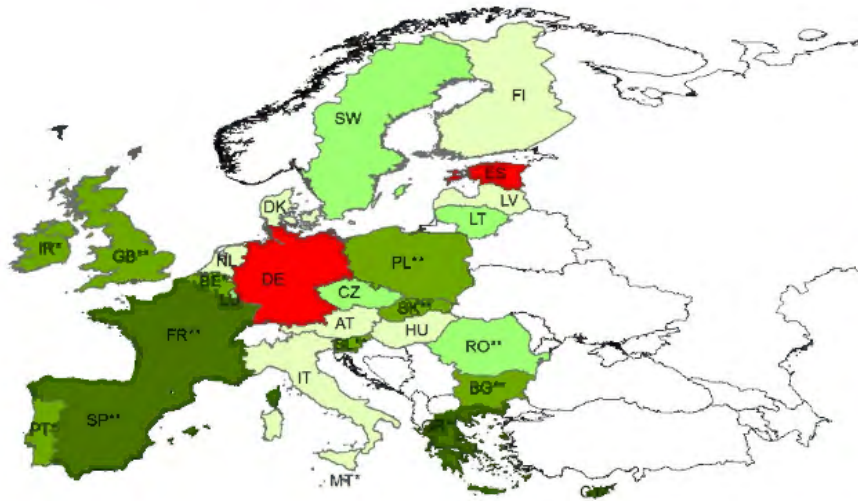 FI
SW
ES
LV
DK
LT
IR*
GB**
NL
PL**
BE*
DE
LU
CZ
SK**
FR**
AT
HU
SL**
RO**
IT
BG**
PT*
SP**
MT*